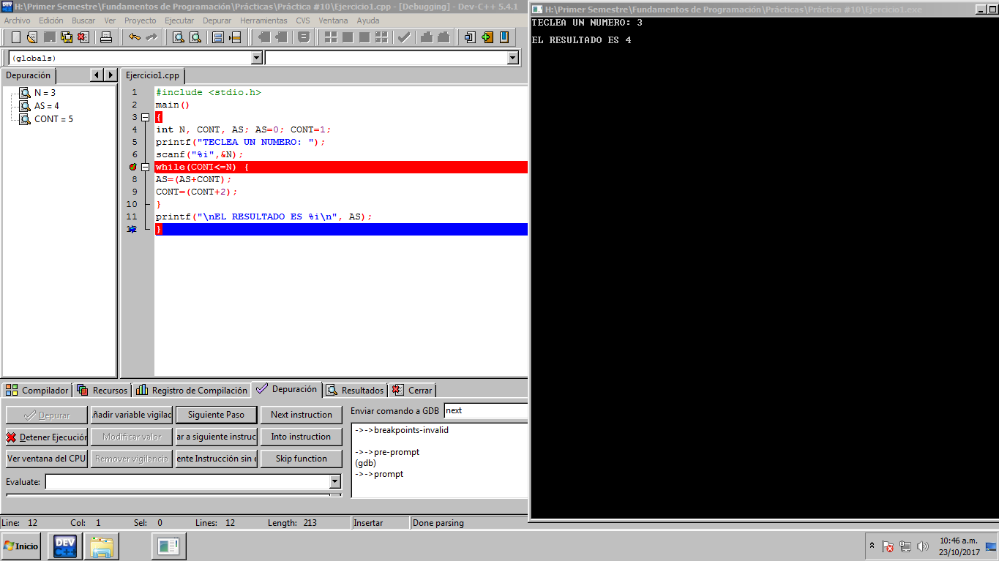 H:\Primer Semestre\Fundamentos de Programación\Prácticas\Práctica #10\Ejercicio1.cpp - [Debugging] - Dev-C++ 5.4.1
Archivo Edición Buscar Ver Proyecto Ejecutar Depurar Herramientas CVS Ventana Ayuda
(globals)
Depuración
N = 3
AS = 4
CONT = 5
Ejercicio1.cpp
1 #include <stdio.h>
2 main()
3 {
4 int N, CONT, AS; AS=0; CONT=1;
5 printf("TECLEA UN NUMERO: ");
6 scanf("%i",&N);
while(CONT<=N) {
8 AS=(AS+CONT);
9 CONT=(CONT+2);
10 }
11 printf("\nEL RESULTADO ES %i\n", AS);
12 }
H:\Primer Semestre\Fundamentos de Programación\Prácticas\Práctica #10\Ejercicio1.exe
TECLEA UN NUMERO: 3
EL RESULTADO ES 4
Compilador Recursos Registro de Compilación Depuración Resultados Cerrar
Depurar ñadir variable vigilac Siguiente Paso Next instruction
Detener Ejecución Modificar valor ar a siguiente instruc Into instruction
Ver ventana del CPU Remover vigilancia ente Instrucción sin e Skip function
Evaluate:
Enviar comando a GDB next
->->breakpoints-invalid
->->pre-prompt
(gdb)
->->prompt
Line: 12 Col: 1 Sel: 0 Lines: 12 Length: 213 Insertar Done parsing
Inicio
DEV C++
10:46 a.m.
23/10/2017